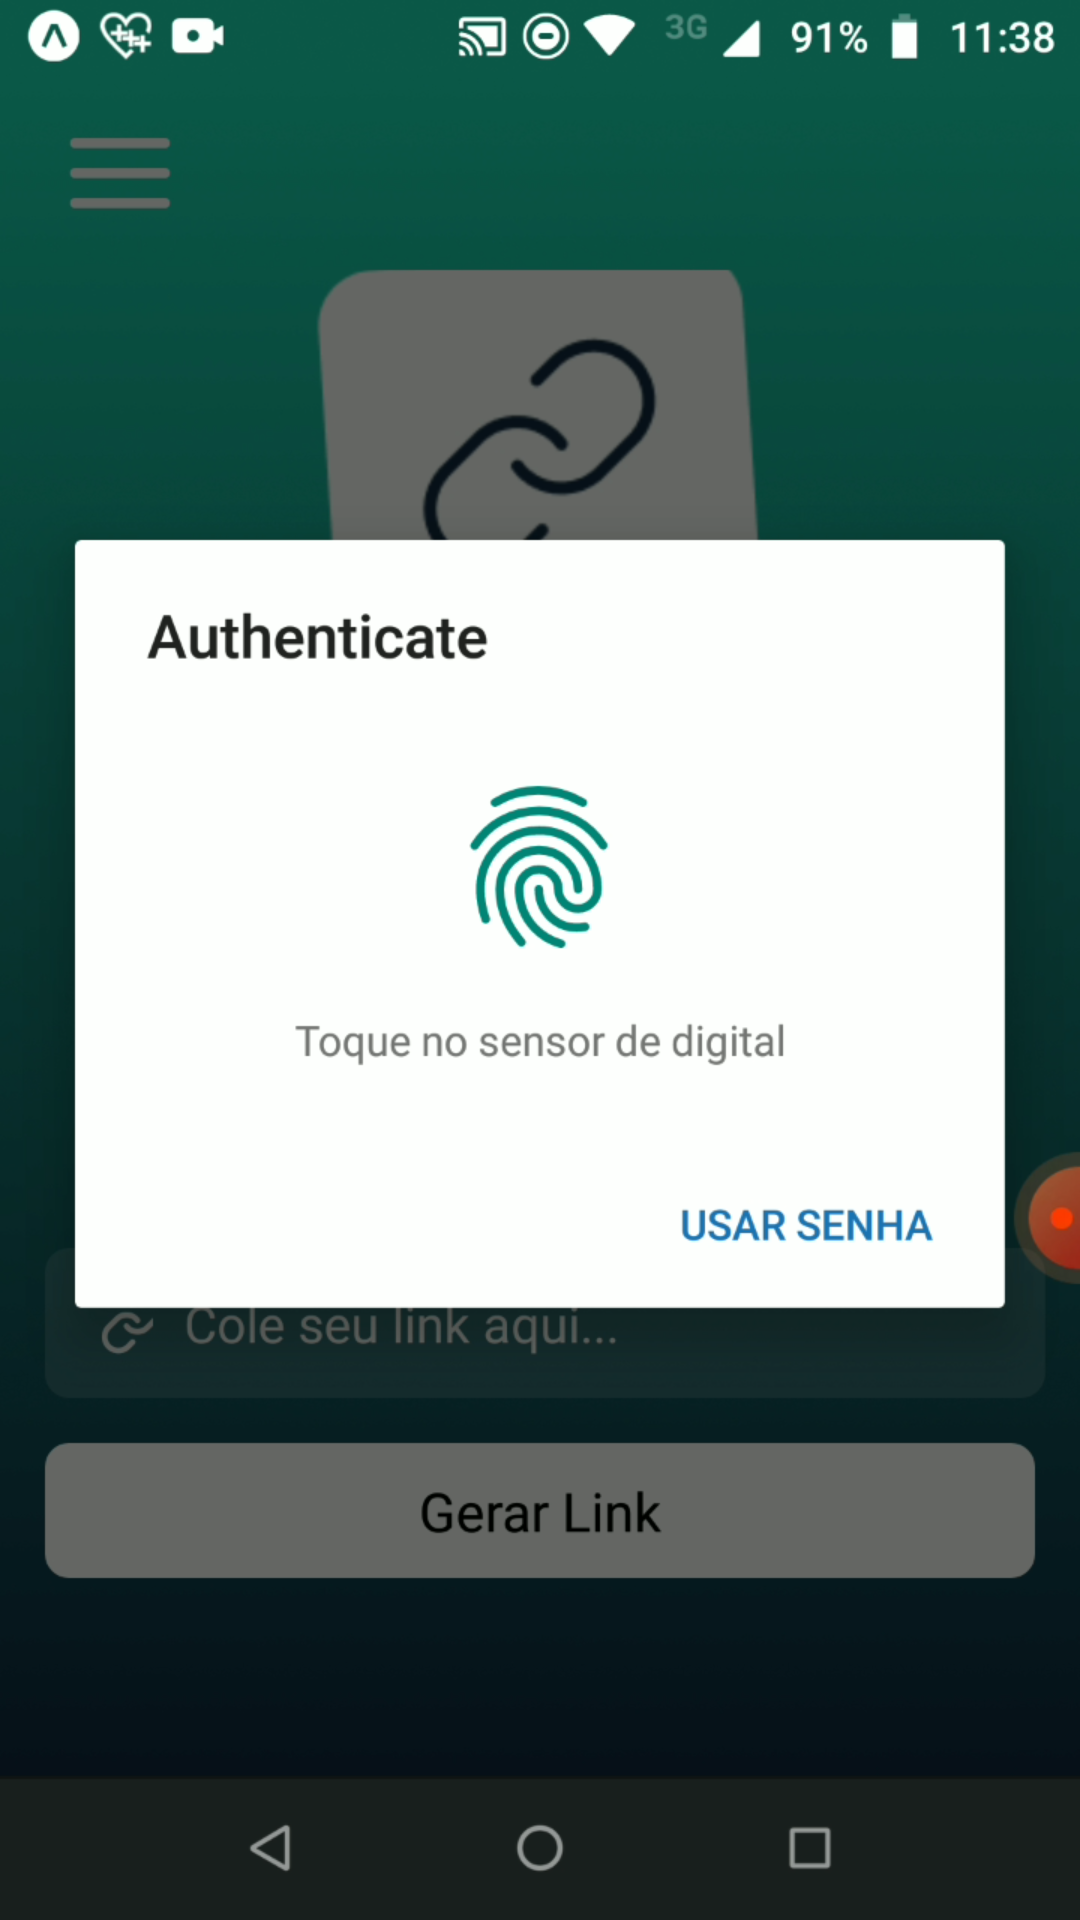 3G 91% 11:38
Authenticate
Toque no sensor de digital
USAR SENHA
Cole seu link aqui...
Gerar Link